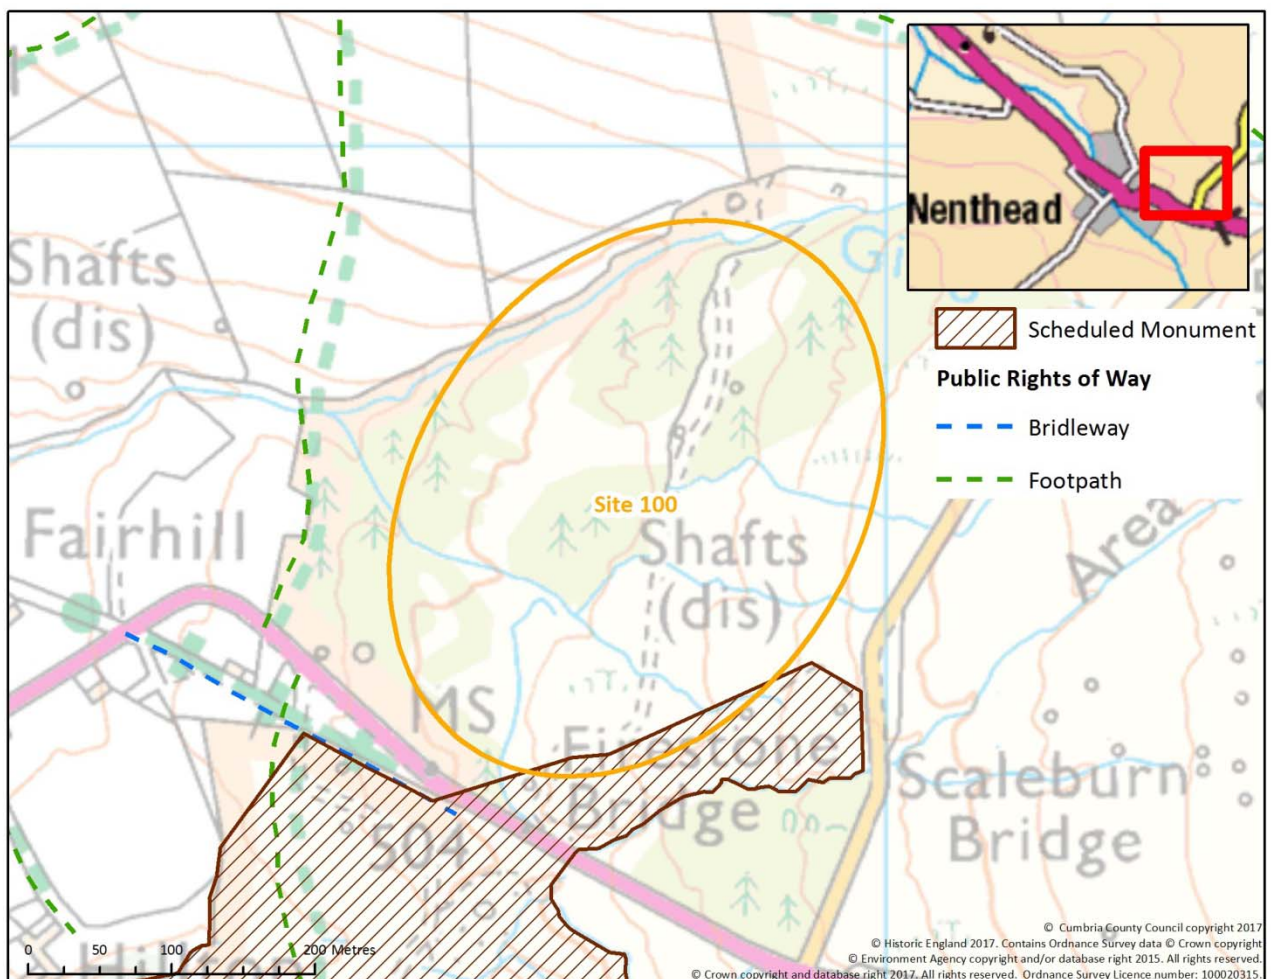 Nenthead
Scheduled Monument
Public Rights of Way
Bridleway
Footpath
Shafts
(dis)
Fairhill
Site 100
Shafts
(dis)
Area
MS
Firestone
Bridge
504
Scaleburn
Bridge
0 50 100 200 Metres
© Cumbria County Council copyright 2017
© Historic England 2017. Contains Ordnance Survey data © Crown copyright
© Environment Agency copyright and/or database right 2015. All rights reserved.
© Crown copyright and database right 2017. All rights reserved. Ordnance Survey Licence number: 100020315.